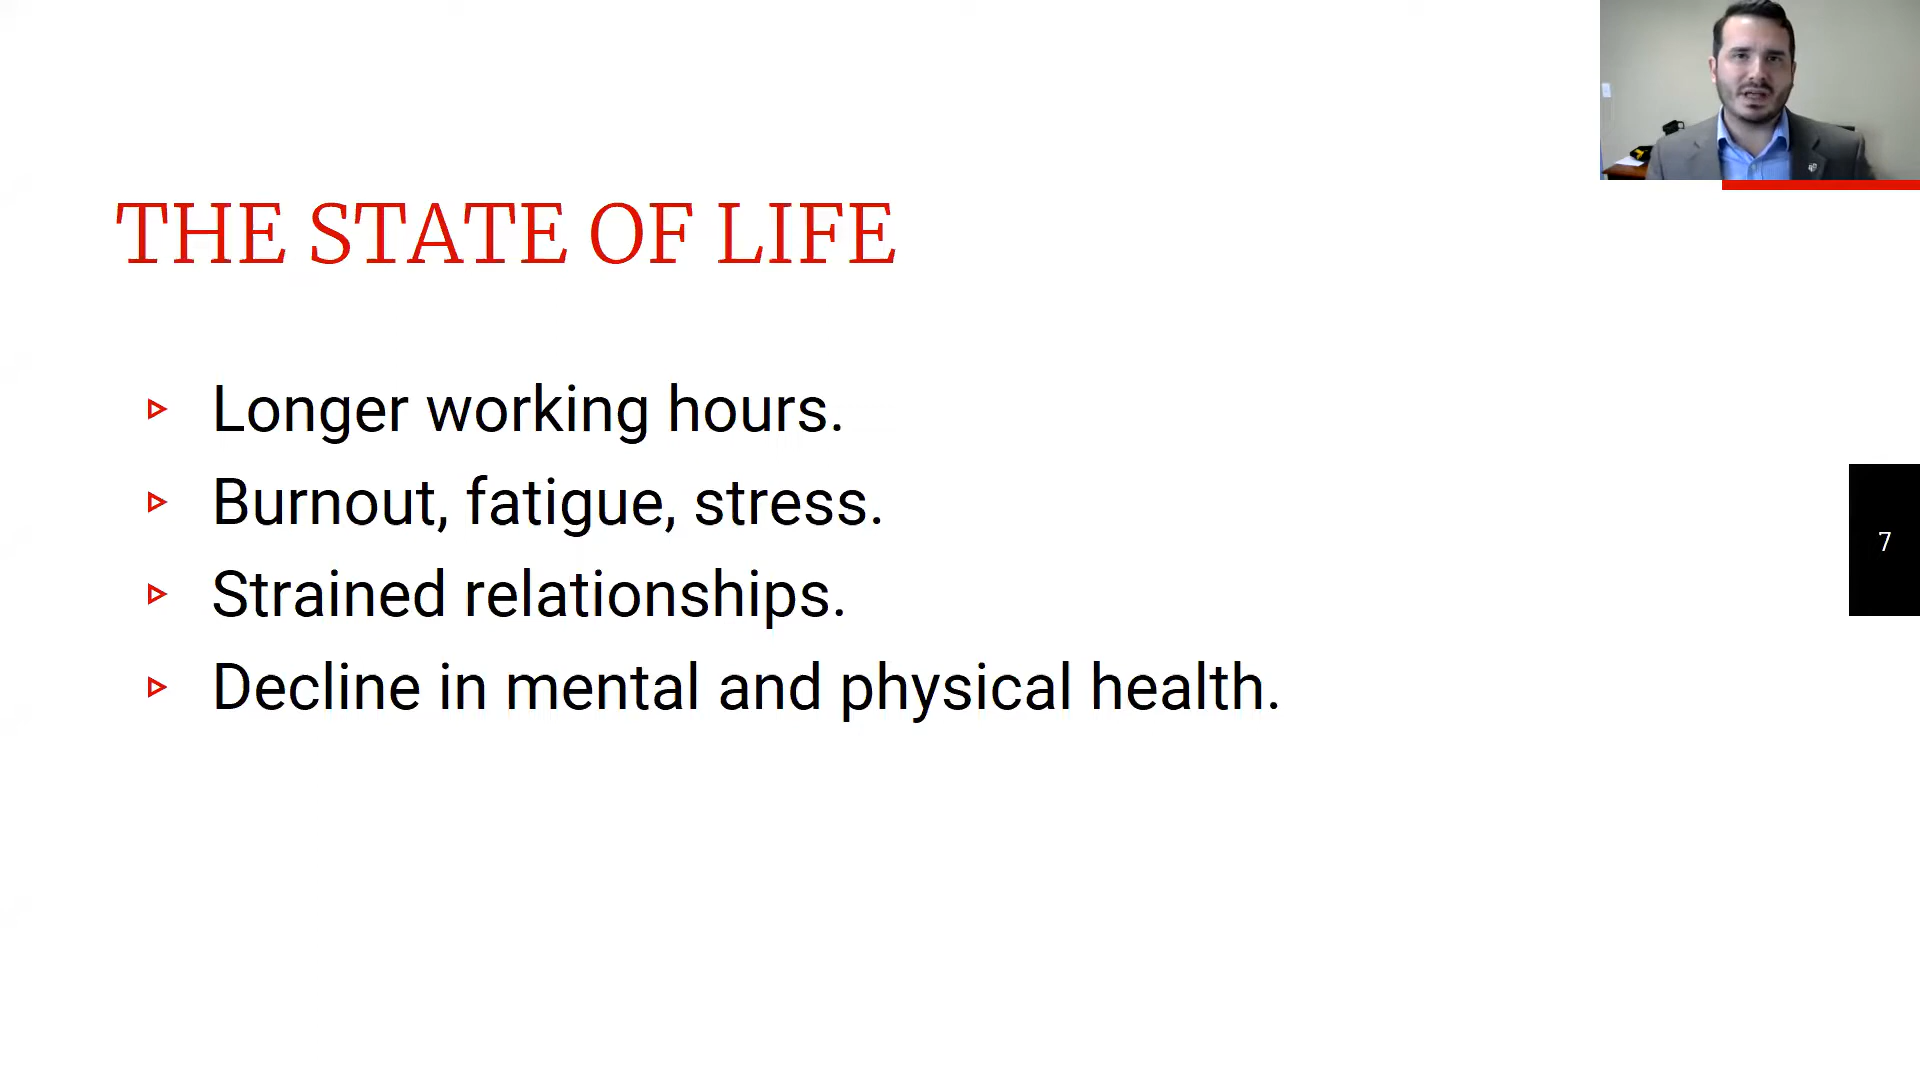 THE STATE OF LIFE
Longer working hours.
Burnout, fatigue, stress.
Strained relationships.
Decline in mental and physical health.
7